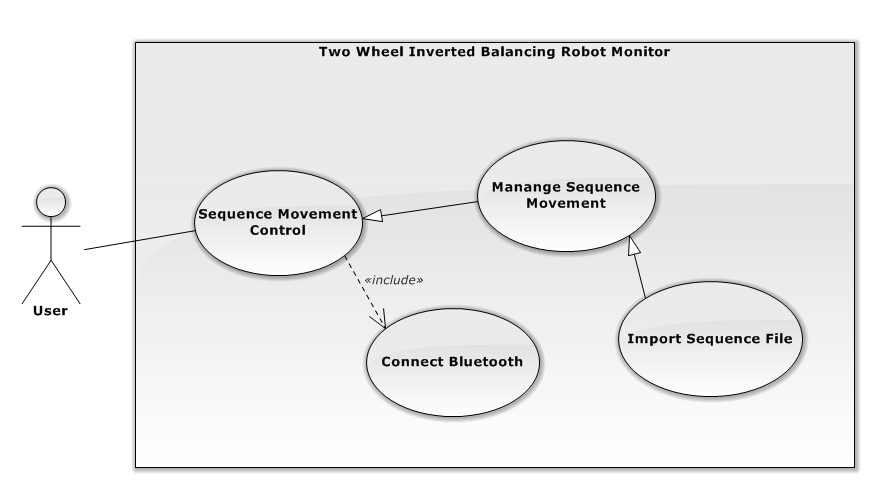 Two Wheel Inverted Balancing Robot Monitor
Manange Sequence
Movement
Sequence Movement
Control
«include»
User
Import Sequence File
Connect Bluetooth